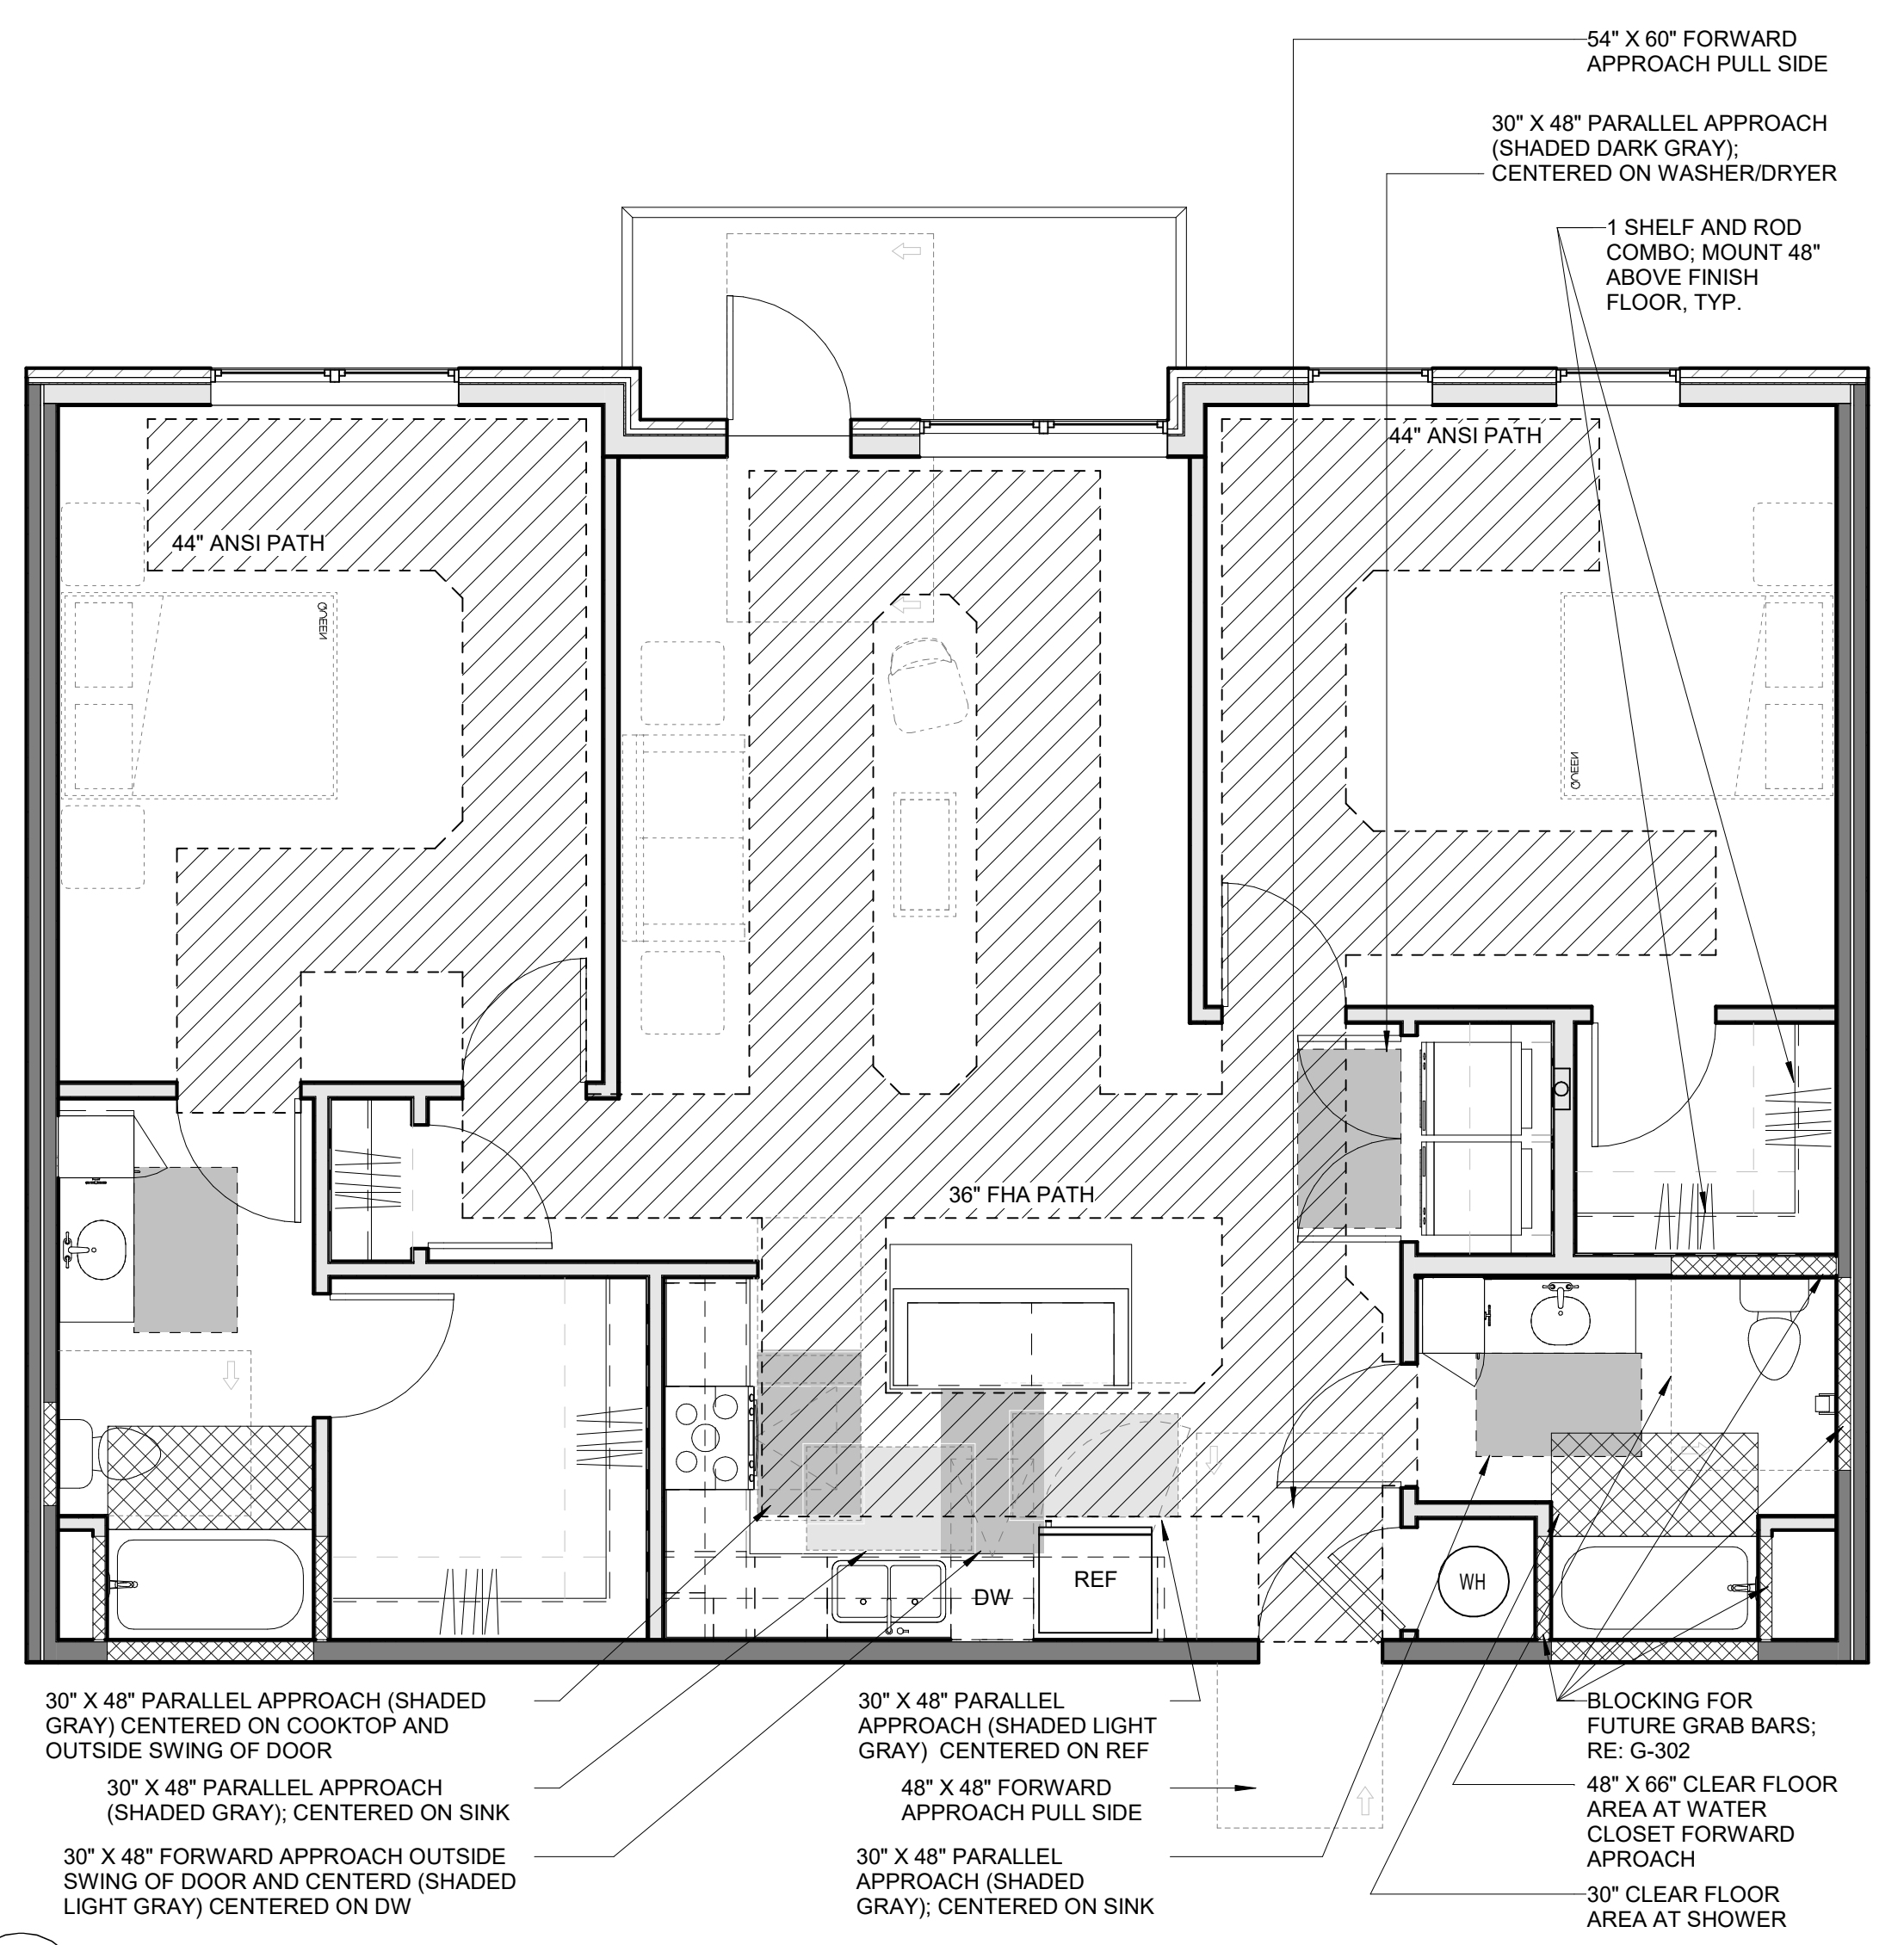 54" X 60" FORWARD
APPROACH PULL SIDE
30" X 48" PARALLEL APPROACH
(SHADED DARK GRAY);
CENTERED ON WASHER/DRYER
1 SHELF AND ROD
COMBO; MOUNT 48"
ABOVE FINISH
FLOOR, TYP.
44" ANSI PATH
44" ANSI PATH
QUEEN
QUEEN
36" FHA PATH
REF
DW
WH
30" X 48" PARALLEL APPROACH (SHADED
GRAY) CENTERED ON COOKTOP AND
OUTSIDE SWING OF DOOR
30" X 48" PARALLEL APPROACH
(SHADED GRAY); CENTERED ON SINK
30" X 48" FORWARD APPROACH OUTSIDE
SWING OF DOOR AND CENTERD (SHADED
LIGHT GRAY) CENTERED ON DW
30" X 48" PARALLEL
APPROACH (SHADED LIGHT
GRAY) CENTERED ON REF
48" X 48" FORWARD
APPROACH PULL SIDE
30" X 48" PARALLEL
APPROACH (SHADED
GRAY); CENTERED ON SINK
BLOCKING FOR
FUTURE GRAB BARS;
RE: G-302
48" X 66" CLEAR FLOOR
AREA AT WATER
CLOSET FORWARD
APROACH
30" CLEAR FLOOR
AREA AT SHOWER